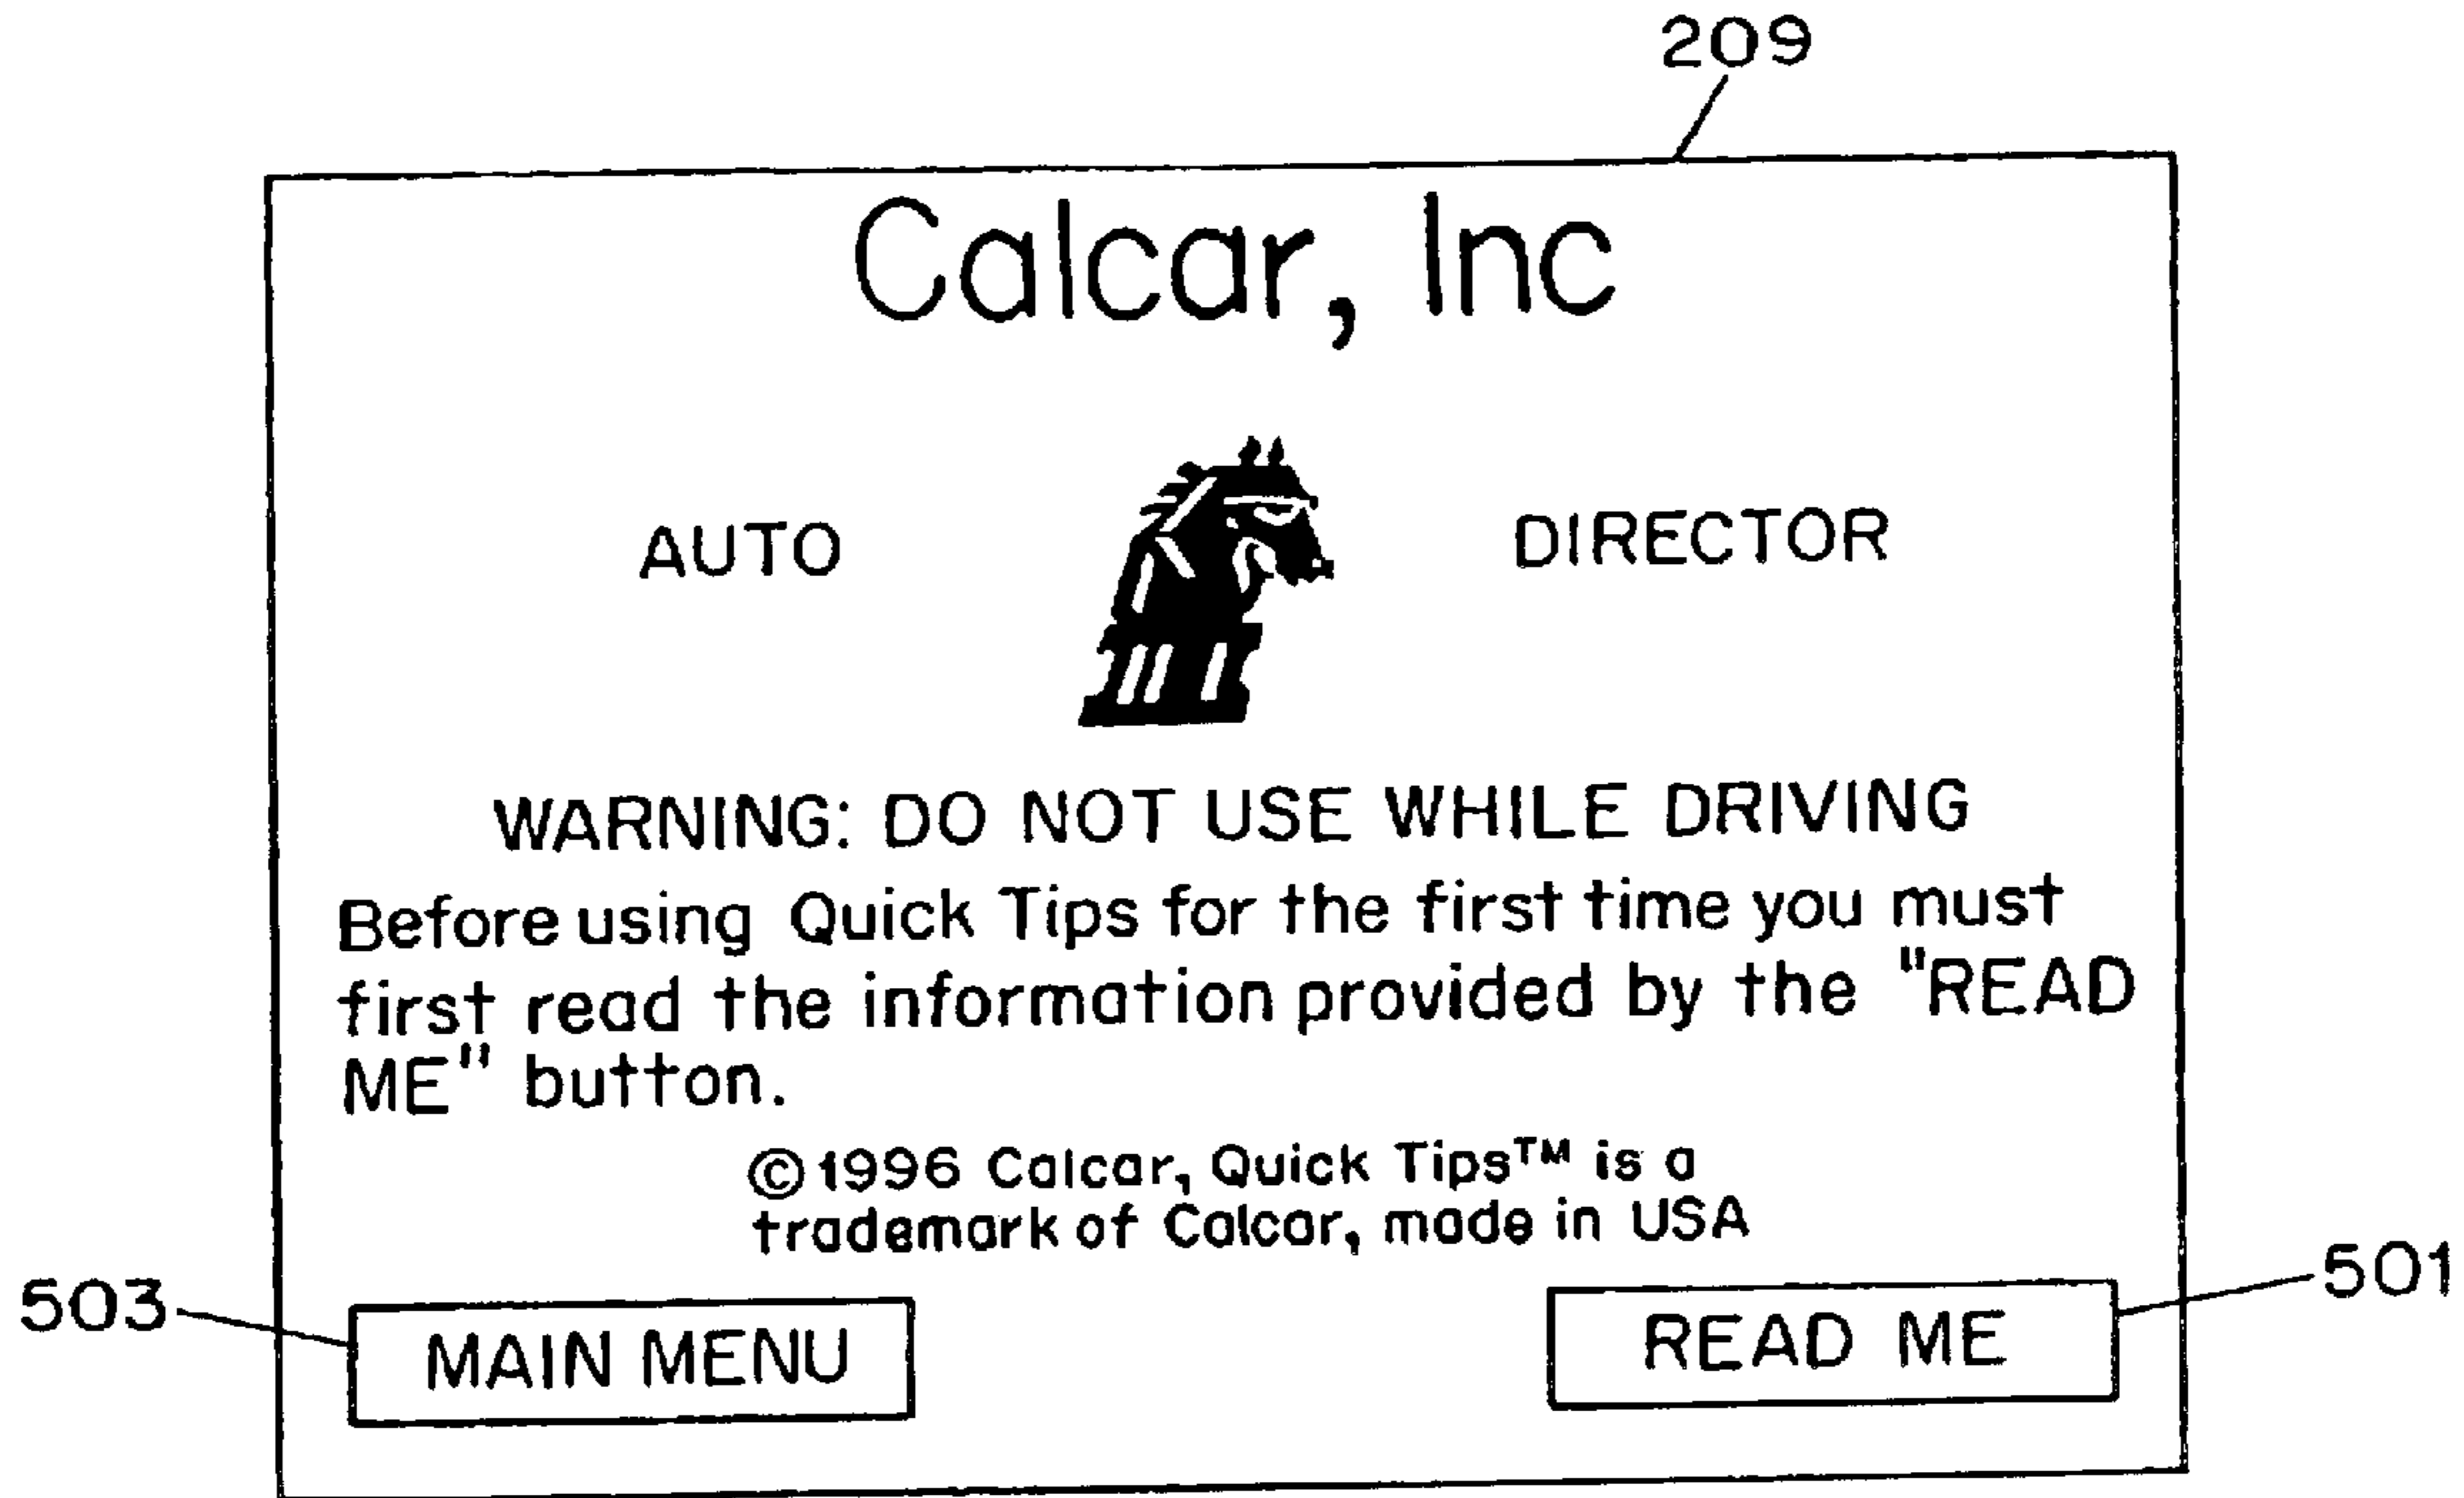 209
Calcar, Inc
AUTO DIRECTOR
WARNING: DO NOT USE WHILE DRIVING
Before using Quick Tips for the first time you must
first read the information provided by the "READ
ME" button.
©1996 Calcar, Quick Tips™ is a
trademark of Calcar, made in USA
503 MAIN MENU READ ME 501